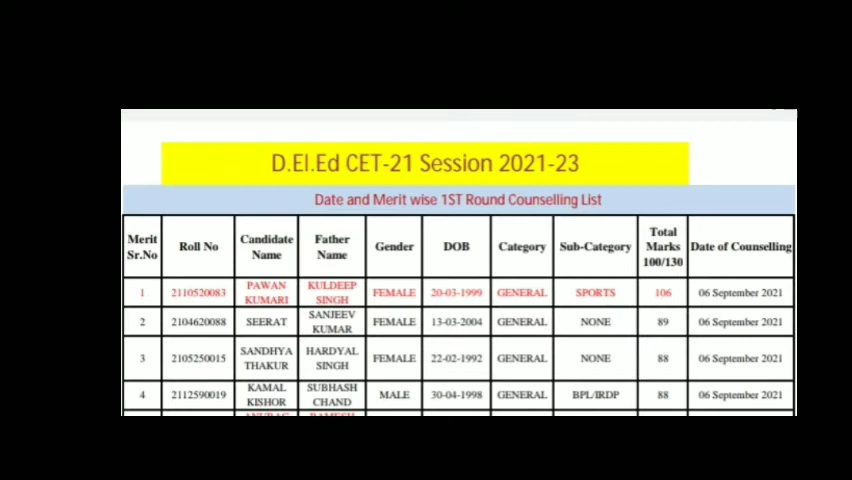 D.El.Ed CET-21 Session 2021-23
Date and Merit wise 1ST Round Counselling List
Merit Sr.No Roll No Candidate Name Father Name Gender DOB Category Sub-Category Total Marks 100/130 Date of Counselling
1 2110520083 PAWAN KUMARI KULDEEP SINGH FEMALE 20-03-1999 GENERAL SPORTS 106 06 September 2021
2 2104620088 SEERAT SANJEEV KUMAR FEMALE 13-03-2004 GENERAL NONE 89 06 September 2021
3 2105250015 SANDHYA THAKUR HARDYAL SINGH FEMALE 22-02-1992 GENERAL NONE 88 06 September 2021
4 2112590019 KAMAL KISHOR SUBHASH CHAND MALE 30-04-1998 GENERAL BPL/IRDP 88 06 September 2021